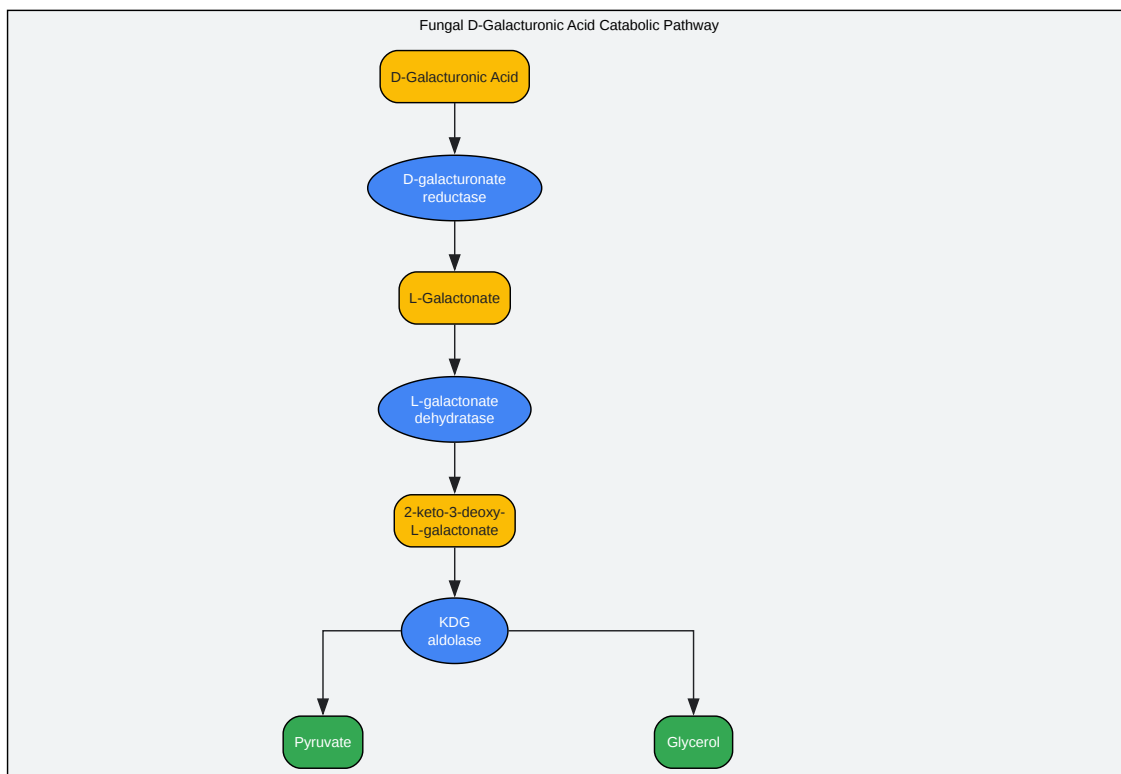 Fungal D-Galacturonic Acid Catabolic Pathway
D-Galacturonic Acid
D-galacturonate
reductase
L-Galactonate
L-galactonate
dehydratase
2-keto-3-deoxy-
L-galactonate
KDG
aldolase
Pyruvate
Glycerol